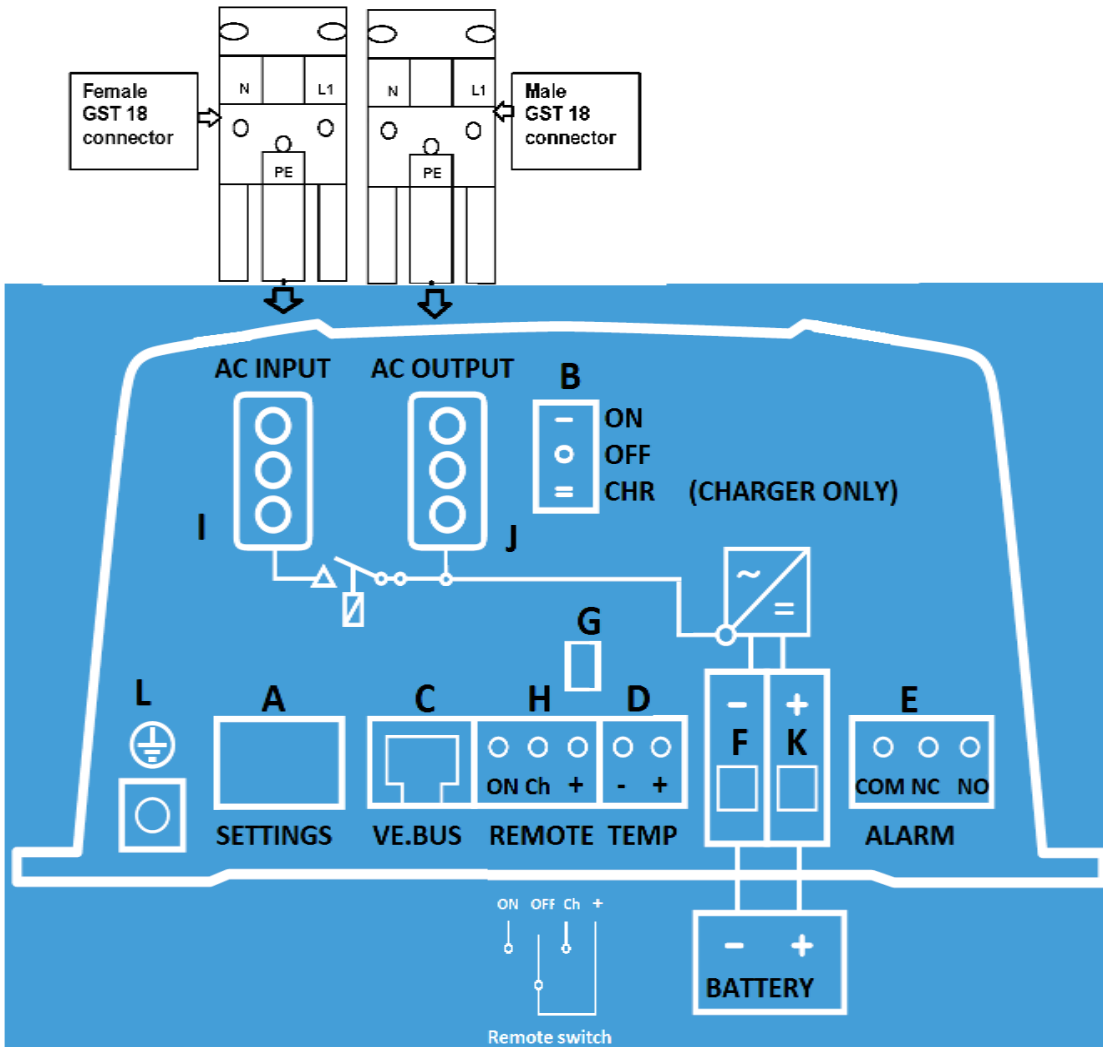 Female
GST 18
connector
N L1
PE
N L1
PE
Male
GST 18
connector
AC INPUT
AC OUTPUT
B
ON
OFF
CHR (CHARGER ONLY)
I
J
G
L
A
C
H
D
F
K
E
- +
ON Ch +
- +
COM NC NO
SETTINGS
VE.BUS
REMOTE
TEMP
ALARM
ON OFF Ch +
Remote switch
- +
BATTERY